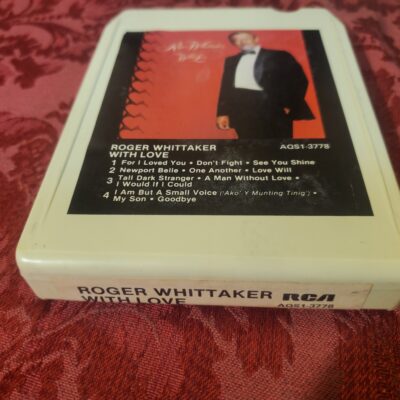 Roger Whittaker
With Love
ROGER WHITTAKER
WITH LOVE
AQS1-3778
1 For I Loved You • Don't Fight • See You Shine
2 Newport Belle • One Another • Love Will
3 Tall Dark Stranger • A Man Without Love •
I Would If I Could
4 I Am But A Small Voice ('Ako' Y Munting Tinig') •
My Son • Goodbye
ROGER WHITTAKER
WITH LOVE
RCA
AQS1-3778